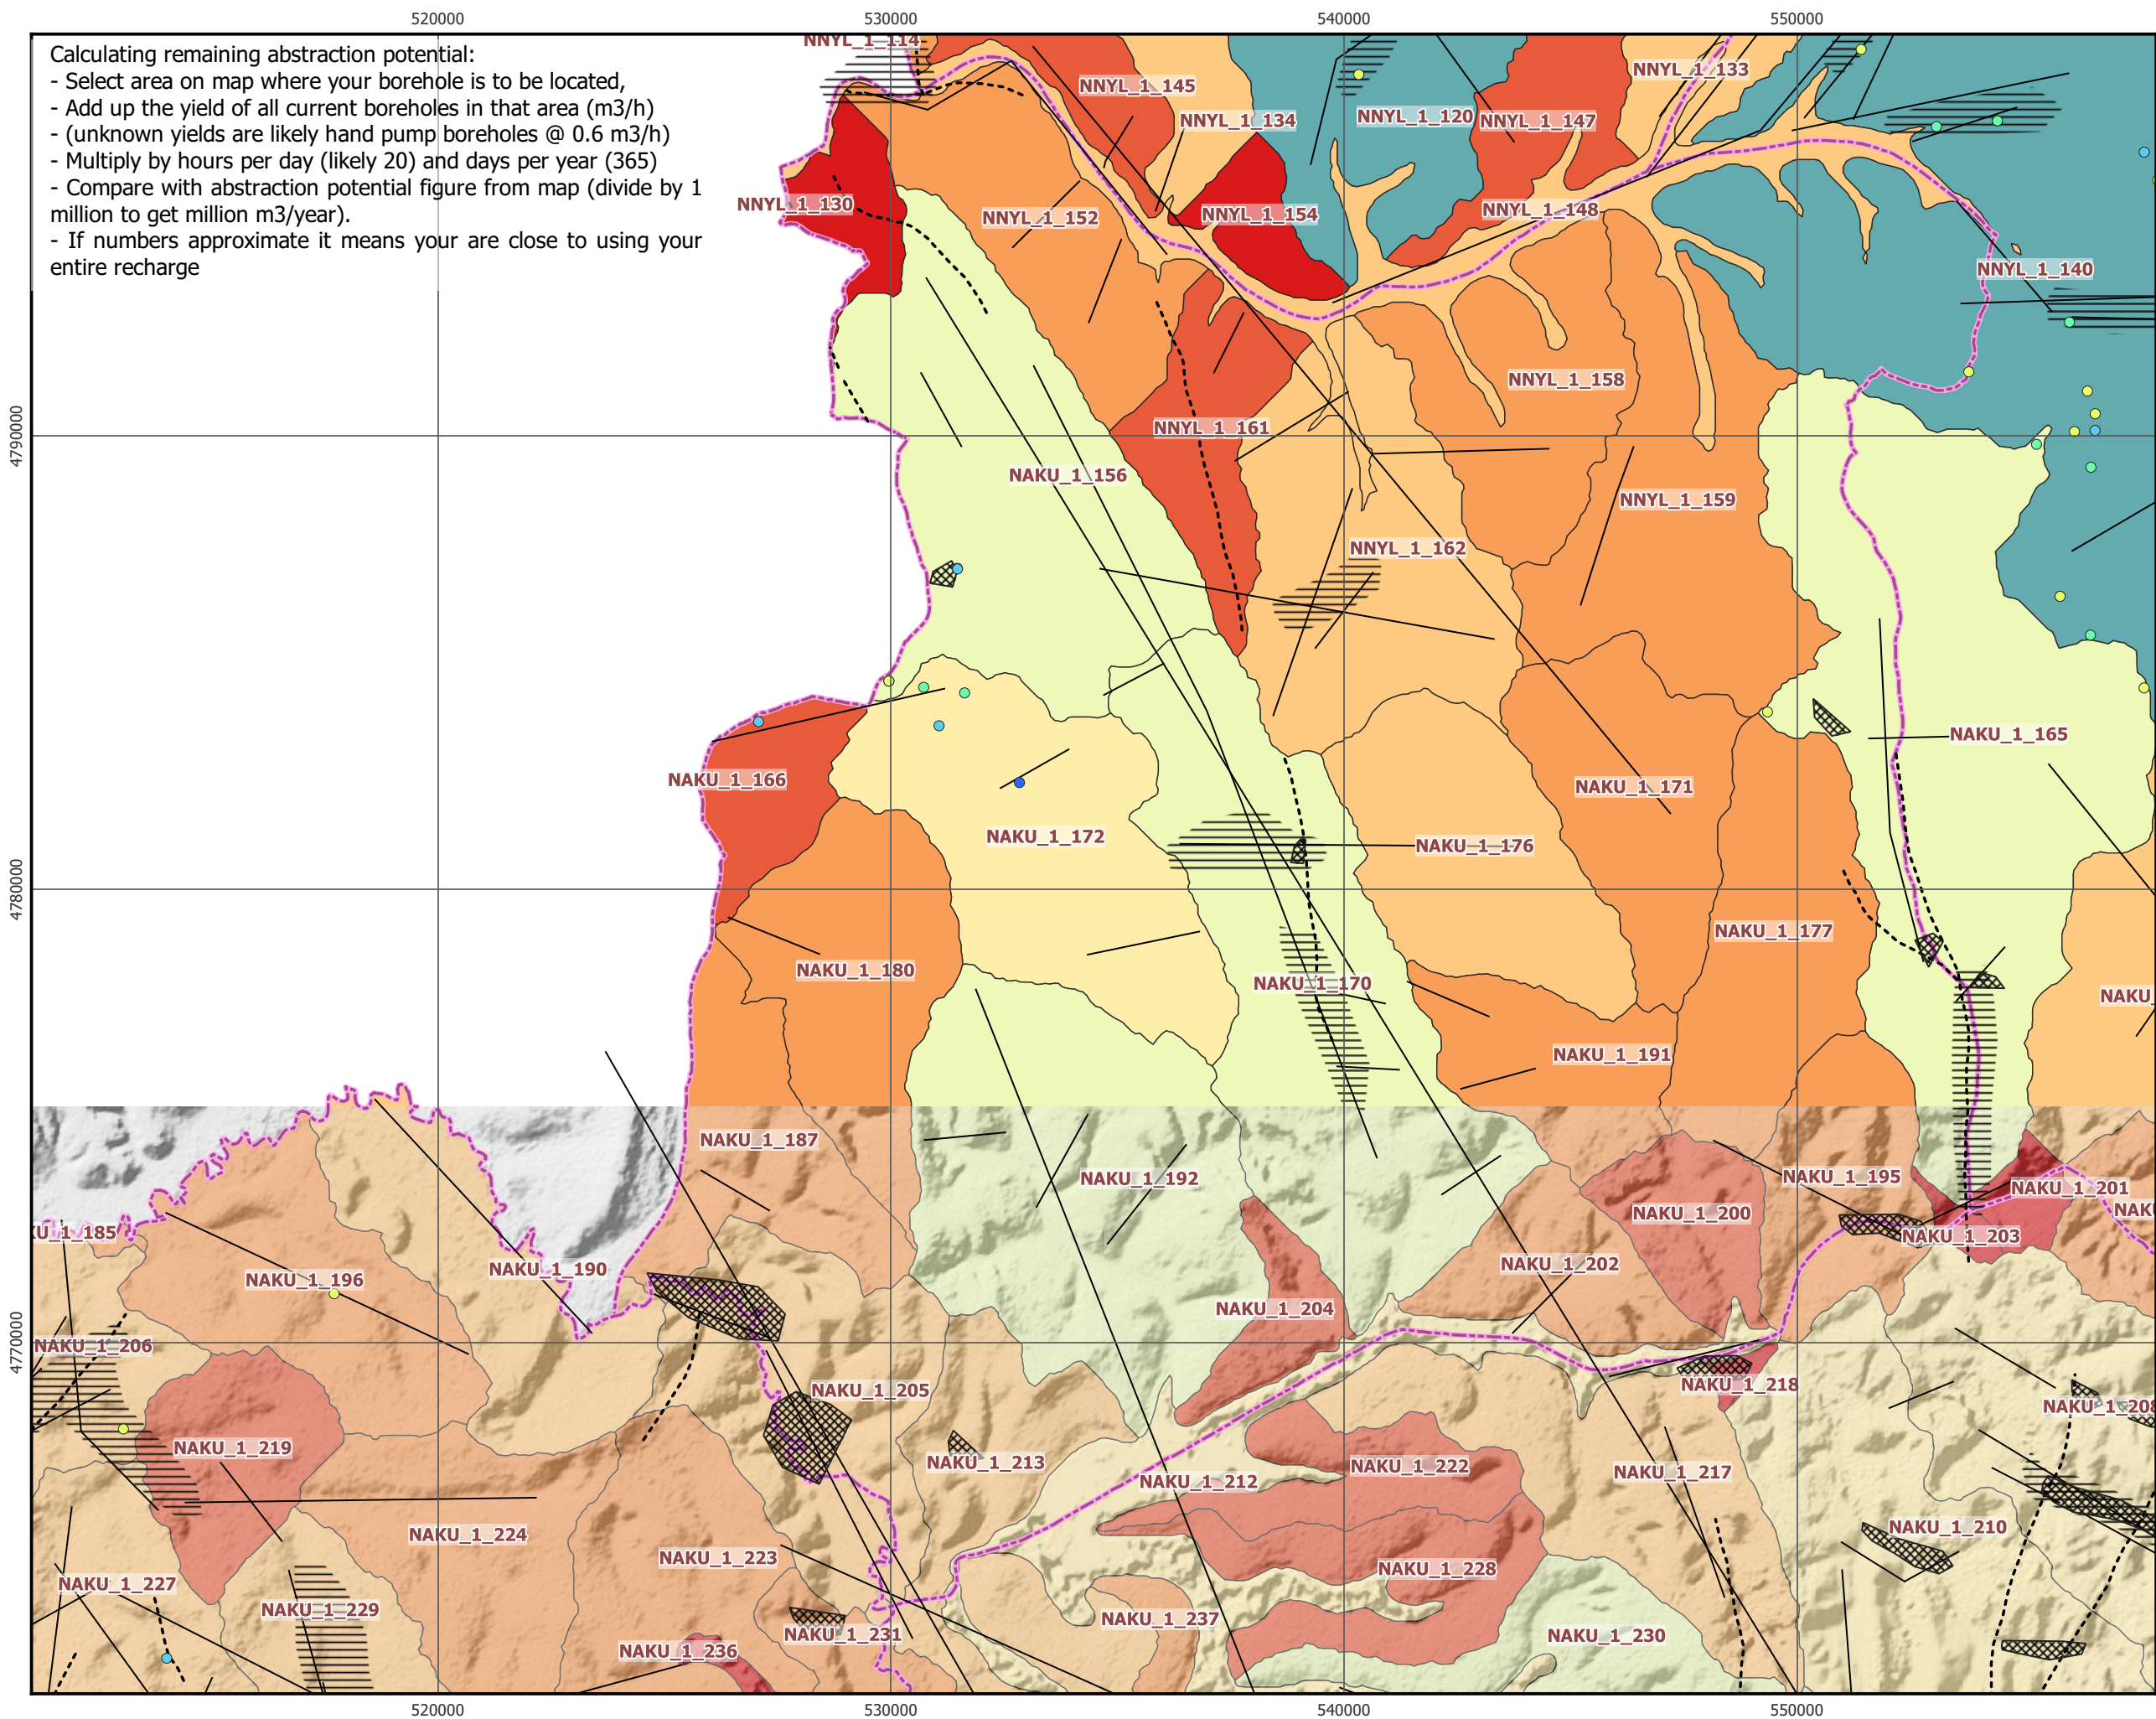 520000 530000 540000 550000
Calculating remaining abstraction potential:
- Select area on map where your borehole is to be located,
- Add up the yield of all current boreholes in that area (m3/h)
- (unknown yields are likely hand pump boreholes @ 0.6 m3/h)
- Multiply by hours per day (likely 20) and days per year (365)
- Compare with abstraction potential figure from map (divide by 1
million to get million m3/year).
- If numbers approximate it means your are close to using your
entire recharge
NNYL_1_114
NNYL_1_133
NNYL_1_145
NNYL_1_120
NNYL_1_134
NNYL_1_147
NNYL_1_130
NNYL_1_148
NNYL_1_154
NNYL_1_152
NNYL_1_140
NNYL_1_158
NNYL_1_161
490000
NAKU_1_156
NNYL_1_159
NNYL_1_162
NAKU_1_165
NAKU_1_166
NAKU_1_171
NAKU_1_172
NAKU_1_176
480000
NAKU_1_177
NAKU_1_180
NAKU_1_170
NAKU_
NAKU_1_191
NAKU_1_187
NAKU_1_192
NAKU_1_195
NAKU_1_201
NAKU
NAKU_1_200
KU_1_185
NAKU_1_203
NAKU_1_202
NAKU_1_190
NAKU_1_196
NAKU_1_204
NAKU_1_206
470000
NAKU_1_218
NAKU_1_205
NAKU_1_208
NAKU_1_219
NAKU_1_213
NAKU_1_222
NAKU_1_217
NAKU_1_212
NAKU_1_210
NAKU_1_224
NAKU_1_223
NAKU_1_228
NAKU_1_227
NAKU_1_229
NAKU_1_237
NAKU_1_231
NAKU_1_230
NAKU_1_236
520000 530000 540000 550000